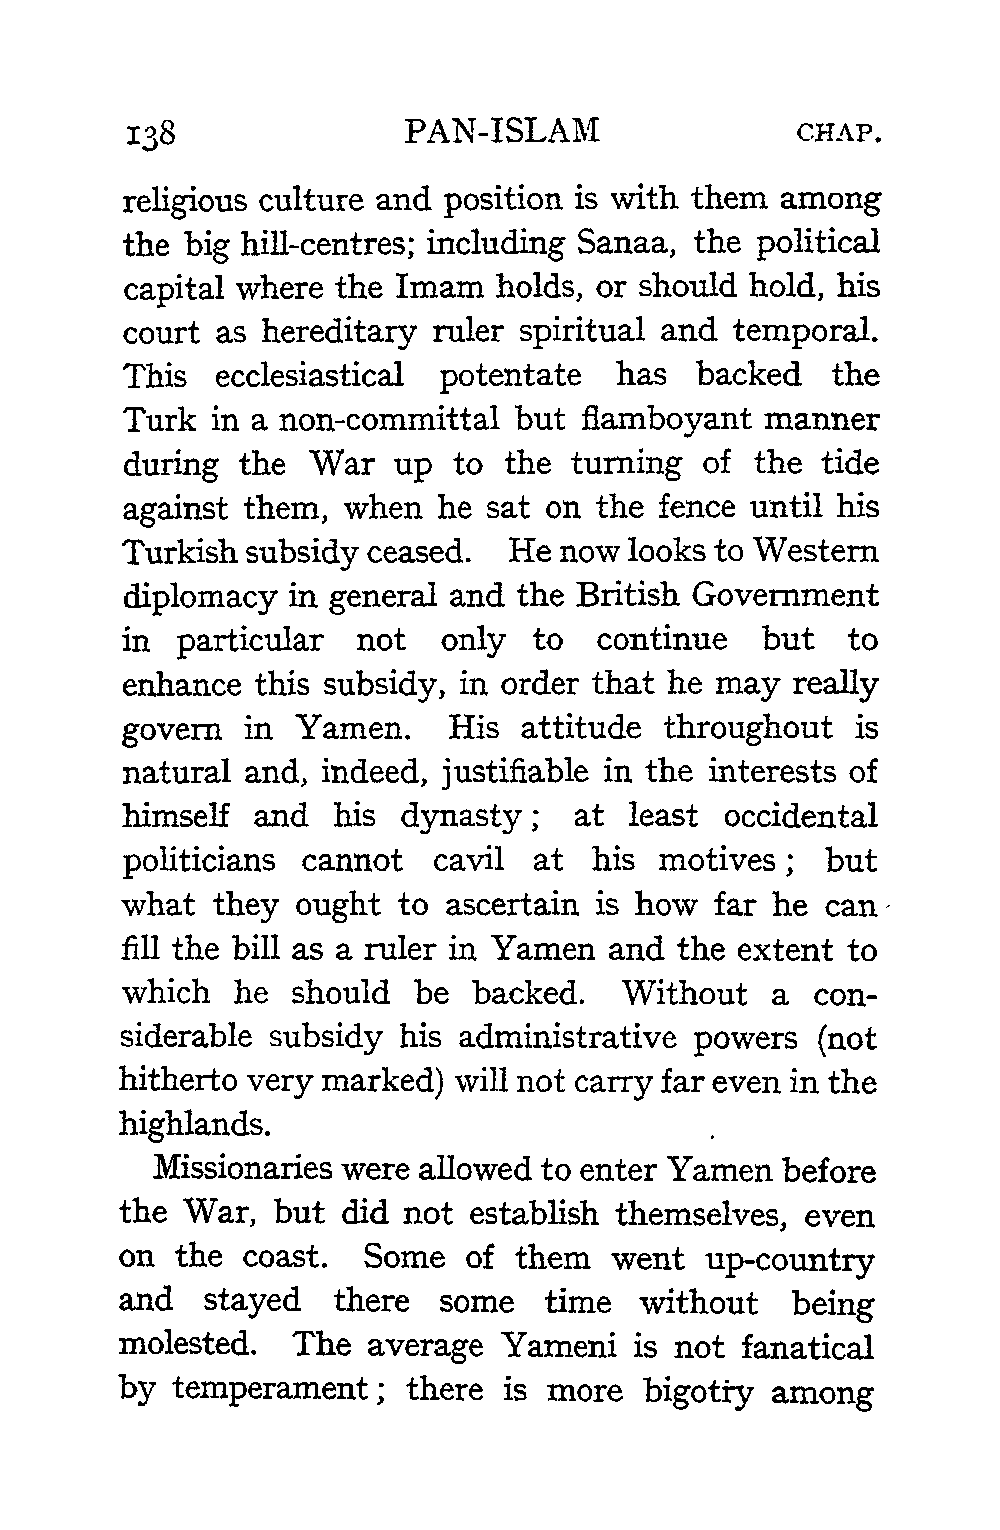 138 PAN-ISLAM CHAP.
religious culture and position is with them among
the big hill-centres; including Sanaa, the political
capital where the Imam holds, or should hold, his
court as hereditary ruler spiritual and temporal.
This ecclesiastical potentate has backed the
Turk in a non-committal but flamboyant manner
during the War up to the turning of the tide
against them, when he sat on the fence until his
Turkish subsidy ceased. He now looks to Western
diplomacy in general and the British Government
in particular not only to continue but to
enhance this subsidy, in order that he may really
govern in Yamen. His attitude throughout is
natural and, indeed, justifiable in the interests of
himself and his dynasty; at least occidental
politicians cannot cavil at his motives; but
what they ought to ascertain is how far he can
fill the bill as a ruler in Yamen and the extent to
which he should be backed. Without a con-
siderable subsidy his administrative powers (not
hitherto very marked) will not carry far even in the
highlands.
Missionaries were allowed to enter Yamen before
the War, but did not establish themselves, even
on the coast. Some of them went up-country
and stayed there some time without being
molested. The average Yameni is not fanatical
by temperament; there is more bigotry among